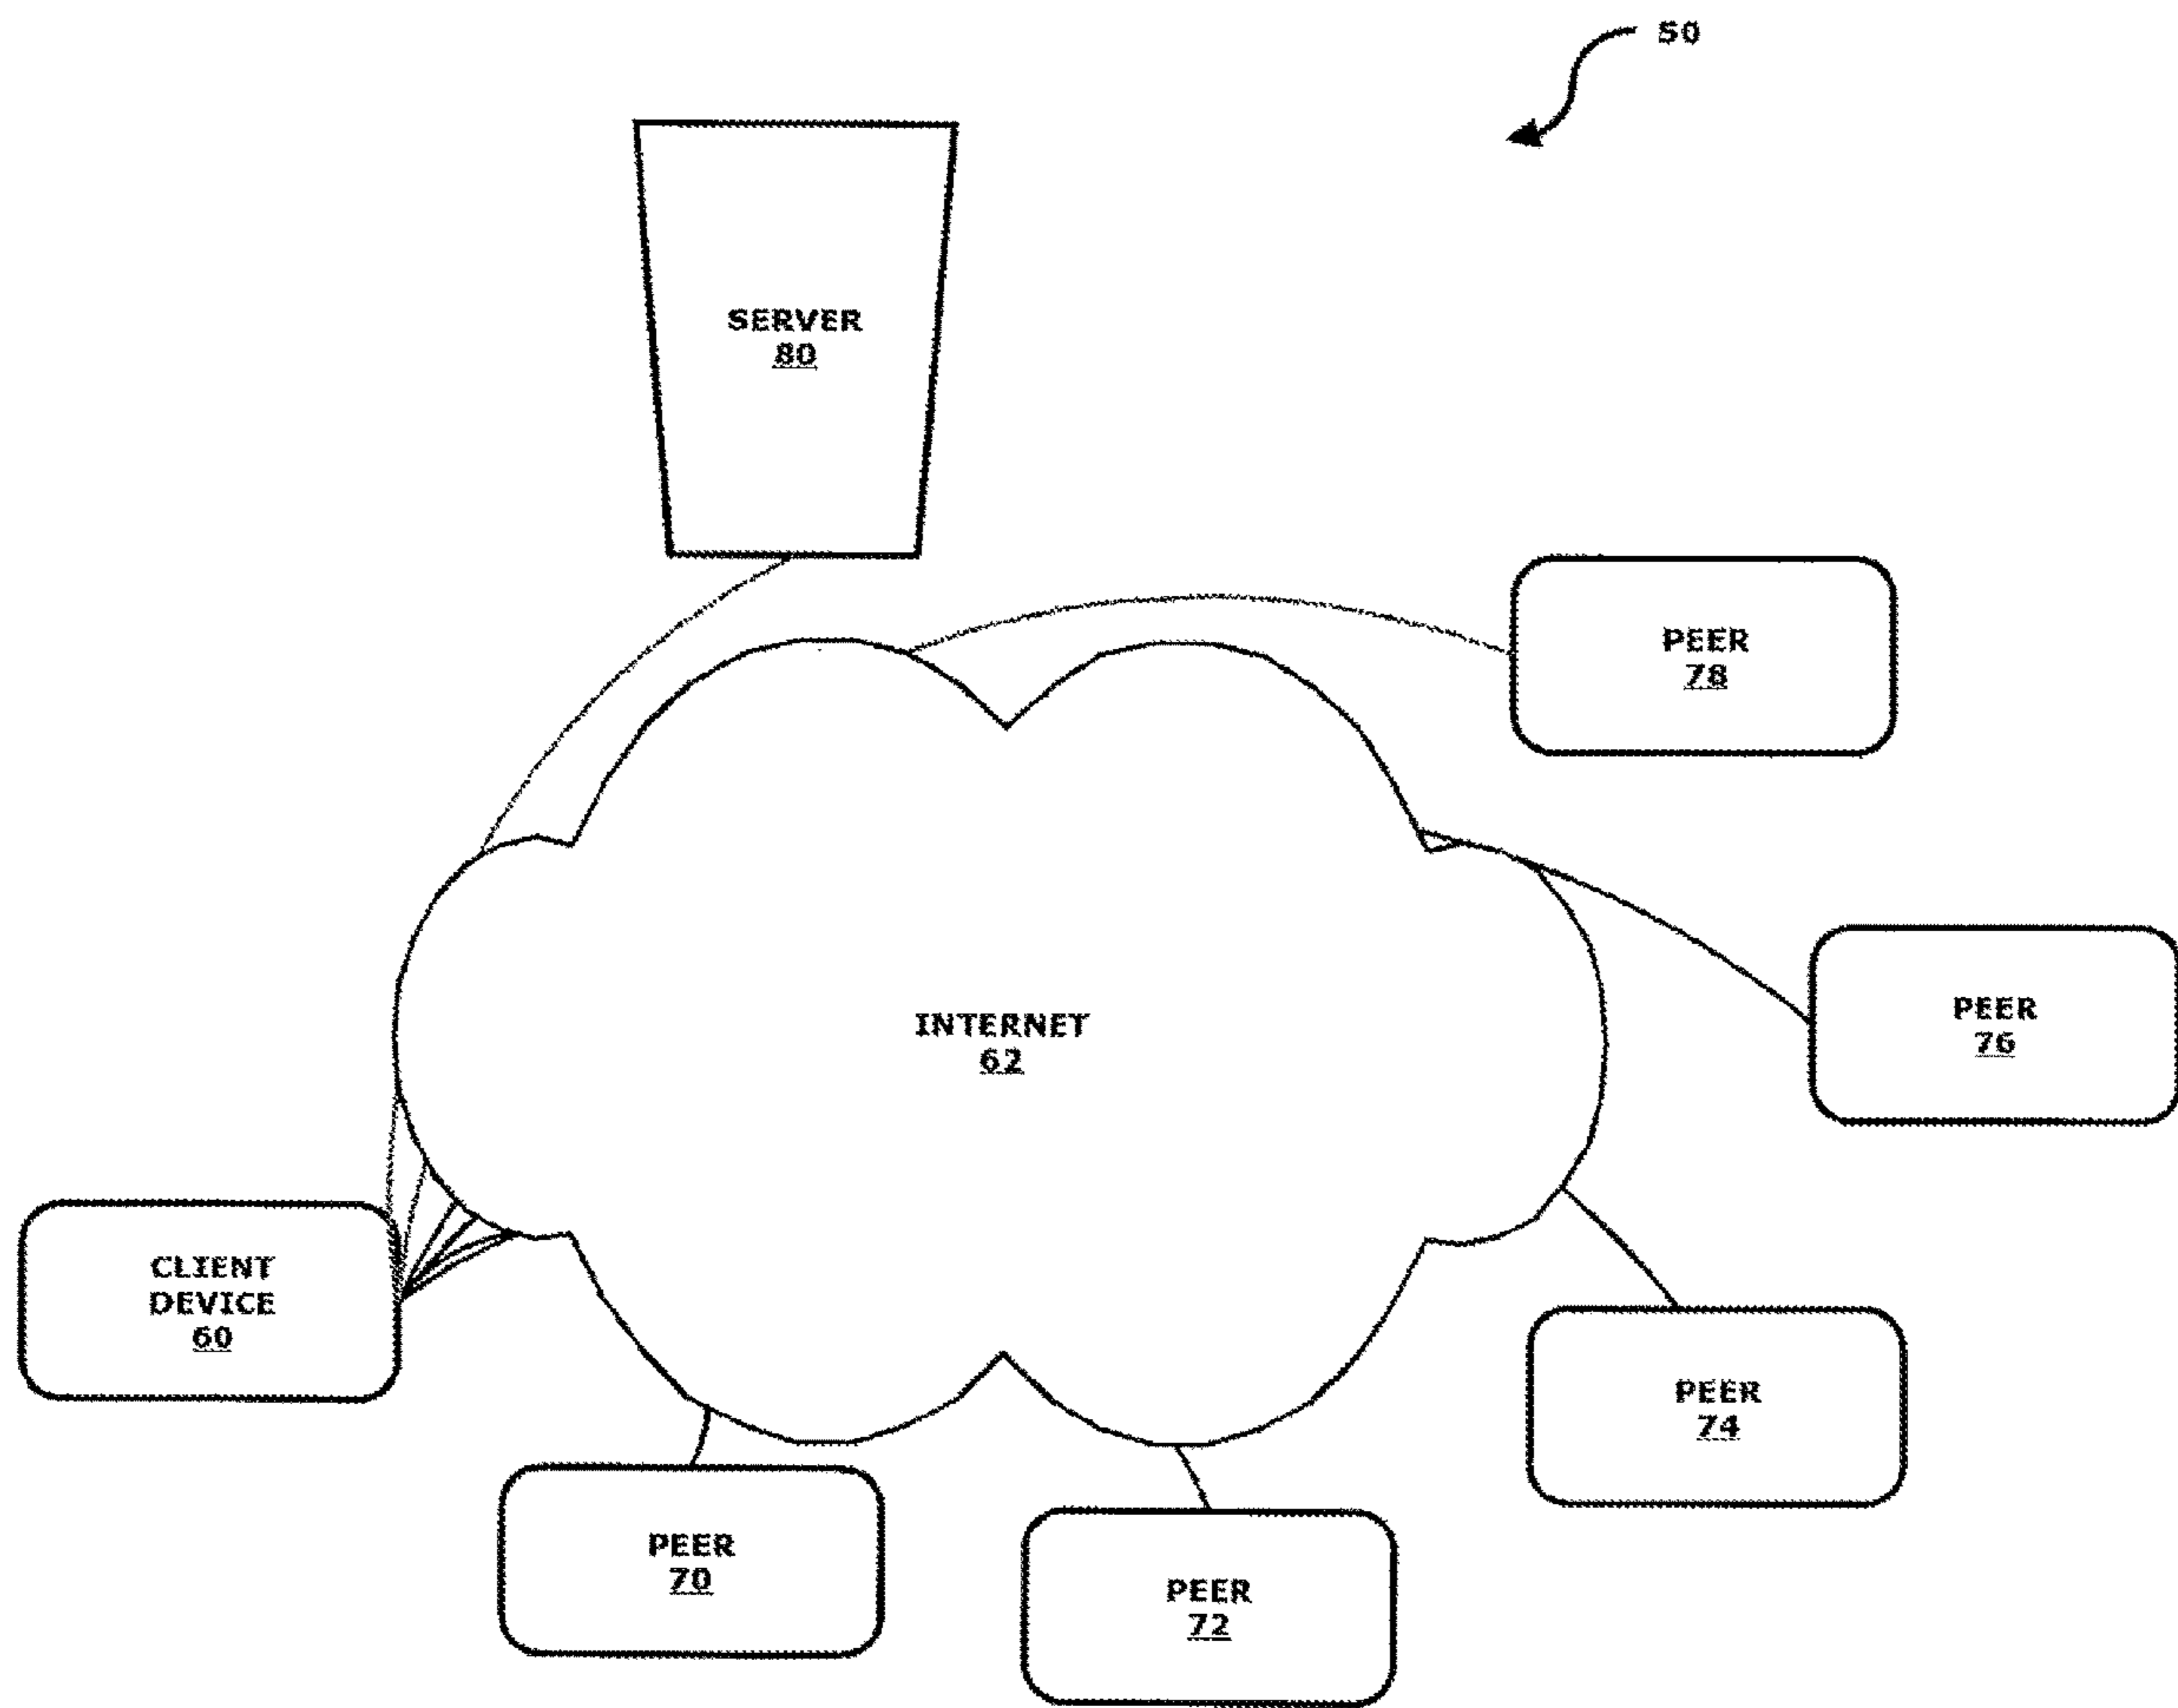 50
SERVER
80
PEER
78
INTERNET
62
PEER
76
CLIENT
DEVICE
60
PEER
74
PEER
70
PEER
72